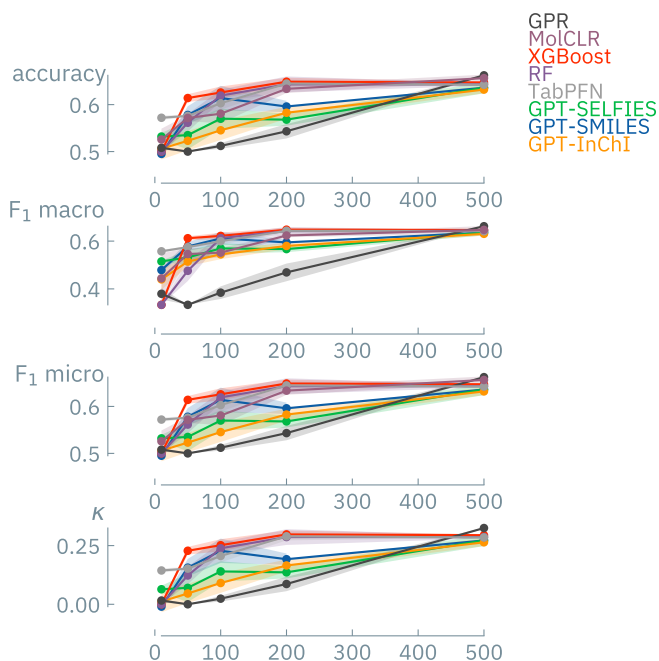 GPR
MolCLR
XGBoost
RF
TabPFN
GPT-SELFIES
GPT-SMILES
GPT-InChI
accuracy
0.6
0.5
0 100 200 300 400 500
F₁ macro
0.6
0.4
0 100 200 300 400 500
F₁ micro
0.6
0.5
0 100 200 300 400 500
κ
0.25
0.00
0 100 200 300 400 500